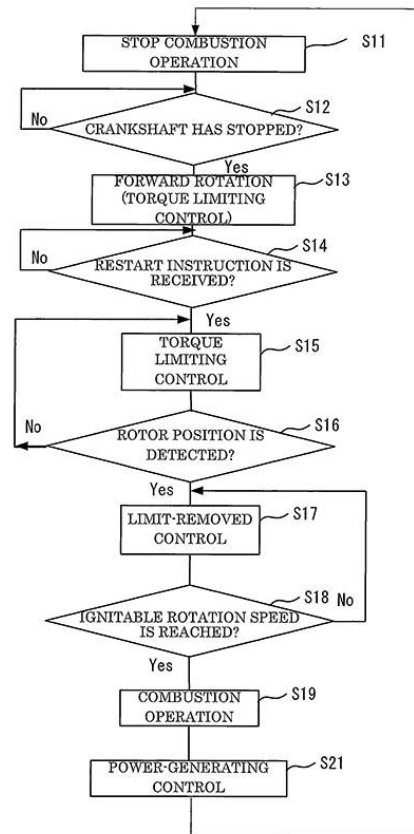 STOP COMBUSTION
OPERATION
S11
No
CRANKSHAFT HAS STOPPED?
S12
Yes
FORWARD ROTATION
(TORQUE LIMITING
CONTROL)
S13
No
RESTART INSTRUCTION IS
RECEIVED?
S14
Yes
TORQUE
LIMITING
CONTROL
S15
No
ROTOR POSITION IS
DETECTED?
S16
Yes
LIMIT-REMOVED
CONTROL
S17
IGNITABLE ROTATION SPEED
IS REACHED?
S18
No
Yes
COMBUSTION
OPERATION
S19
POWER-GENERATING
CONTROL
S21